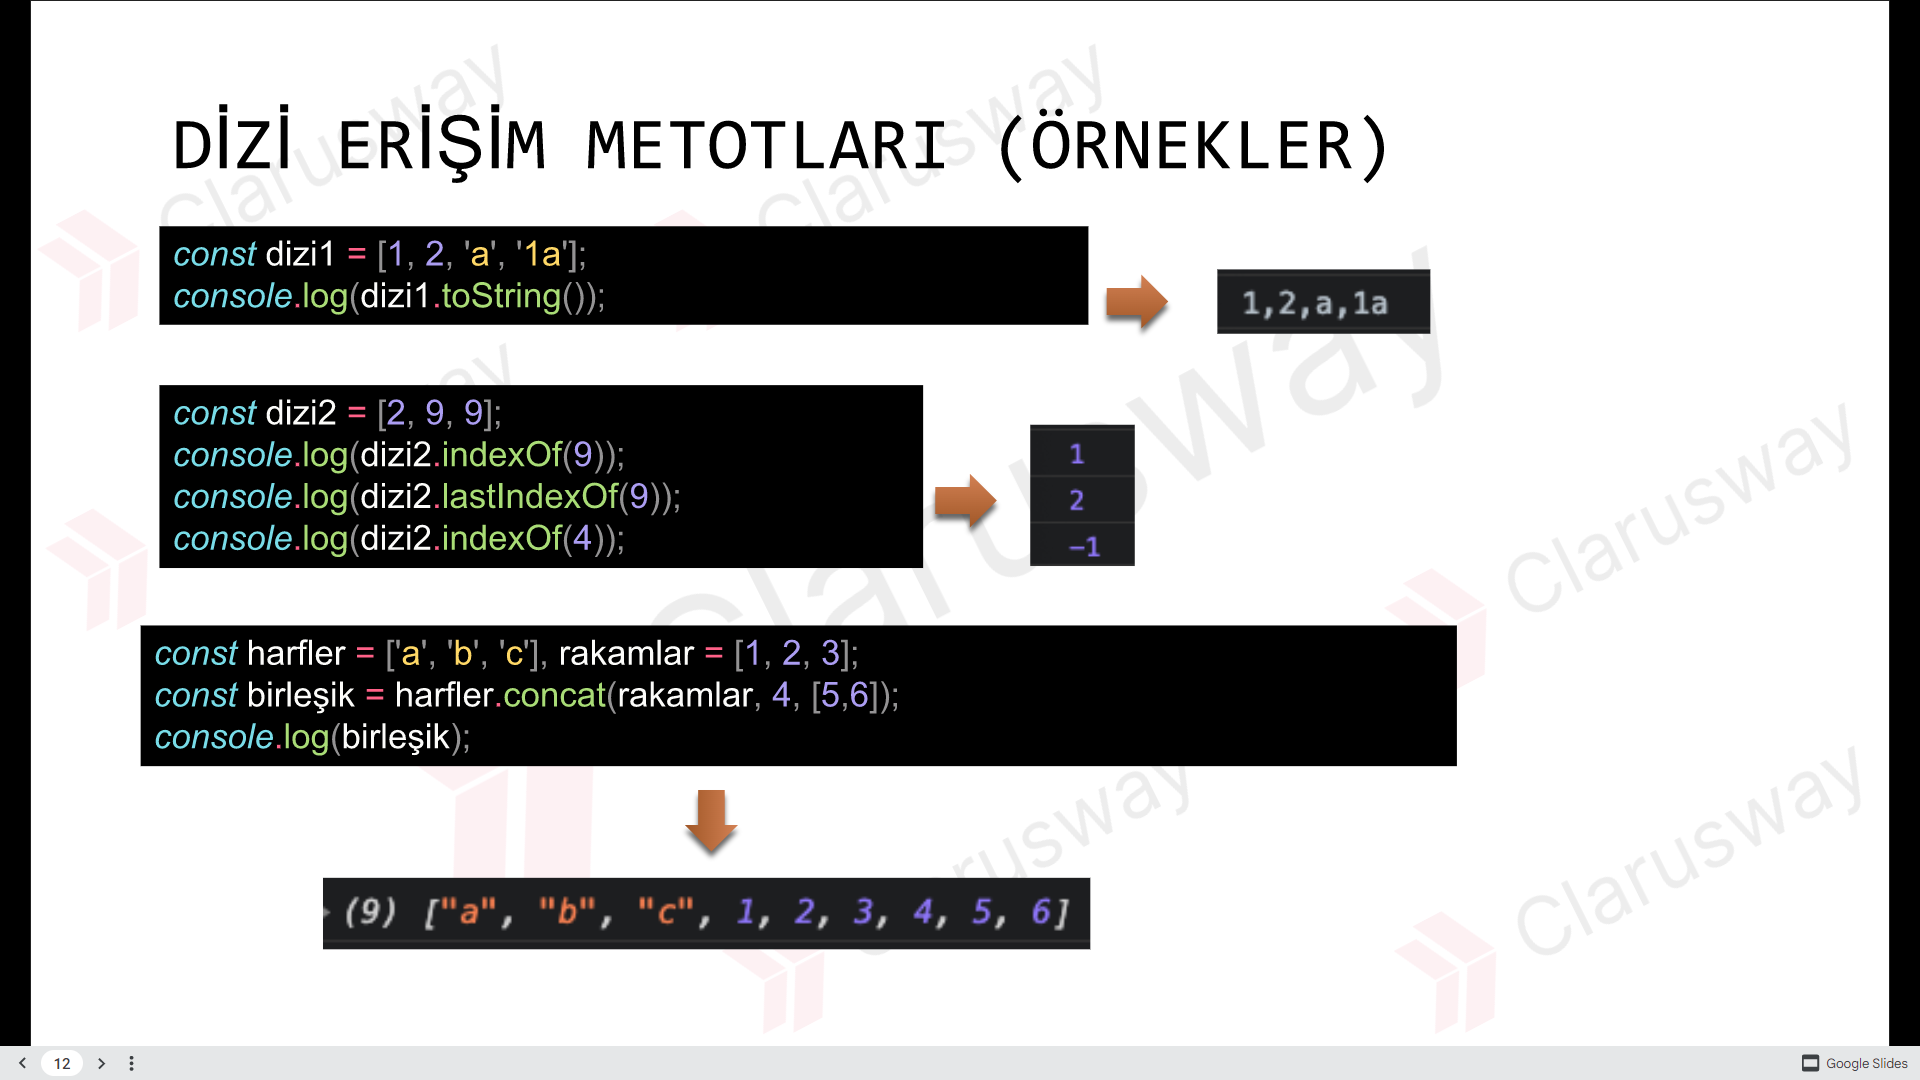 DİZİ ERİŞİM METOTLARI (ÖRNEKLER)
const dizi1 = [1, 2, 'a', '1a'];
console.log(dizi1.toString());
1,2,a,1a
const dizi2 = [2, 9, 9];
console.log(dizi2.indexOf(9));
console.log(dizi2.lastIndexOf(9));
console.log(dizi2.indexOf(4));
1
2
-1
const harfler = ['a', 'b', 'c'], rakamlar = [1, 2, 3];
const birleşik = harfler.concat(rakamlar, 4, [5,6]);
console.log(birleşik);
(9) ["a", "b", "c", 1, 2, 3, 4, 5, 6]
Clarusway
Clarusway
Clarusway
Clarusway
Clarusway
12
Google Slides